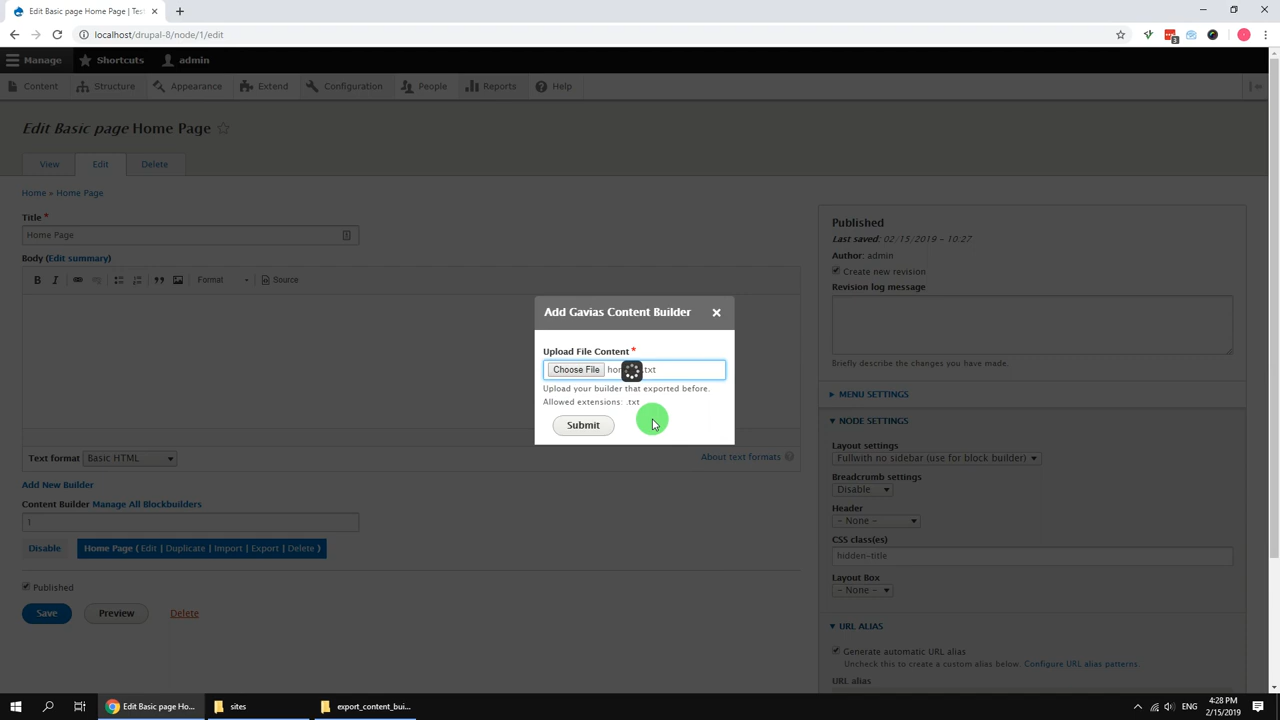 Edit Basic page Home Page | Test
localhost/drupal-8/node/1/edit
3
Manage
Shortcuts
admin
Content
Structure
Appearance
Extend
Configuration
People
Reports
Help
Edit Basic page Home Page
View
Edit
Delete
Home » Home Page
Title *
Home Page
Body (Edit summary)
B I
Format
Source
Text format
Basic HTML
About text formats
Add New Builder
Content Builder Manage All Blockbuilders
1
Disable
Home Page ( Edit | Duplicate | Import | Export | Delete )
Published
Save
Preview
Delete
Add Gavias Content Builder
Upload File Content *
Choose File
.txt
Upload your builder that exported before.
Allowed extensions: .txt
Submit
Published
Last saved: 02/15/2019 - 10:27
Author: admin
Create new revision
Revision log message
Briefly describe the changes you have made.
MENU SETTINGS
NODE SETTINGS
Layout settings
Fullwith no sidebar (use for block builder)
Breadcrumb settings
Disable
Header
- None -
CSS class(es)
hidden-title
Layout Box
- None -
URL ALIAS
Generate automatic URL alias
Uncheck this to create a custom alias below. Configure URL alias patterns.
URL alias
Edit Basic page Ho...
sites
export_content_bui...
ENG
4:28 PM
2/15/2019